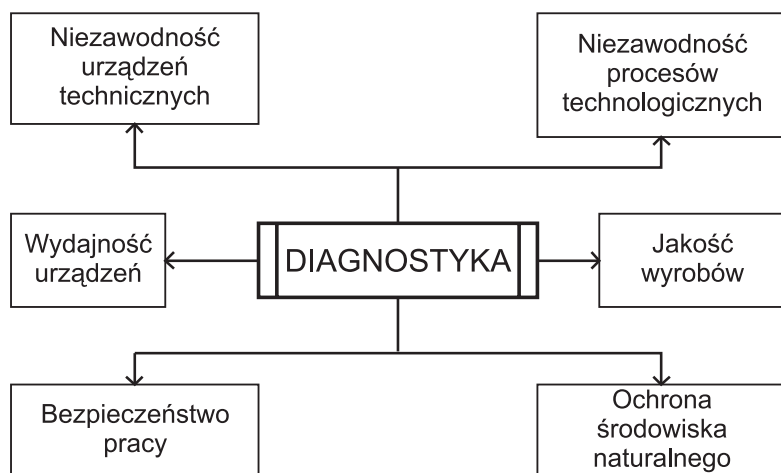 Niezawodność
urządzeń
technicznych
Niezawodność
procesów
technologicznych
Wydajność
urządzeń
DIAGNOSTYKA
Jakość
wyrobów
Bezpieczeństwo
pracy
Ochrona
środowiska
naturalnego